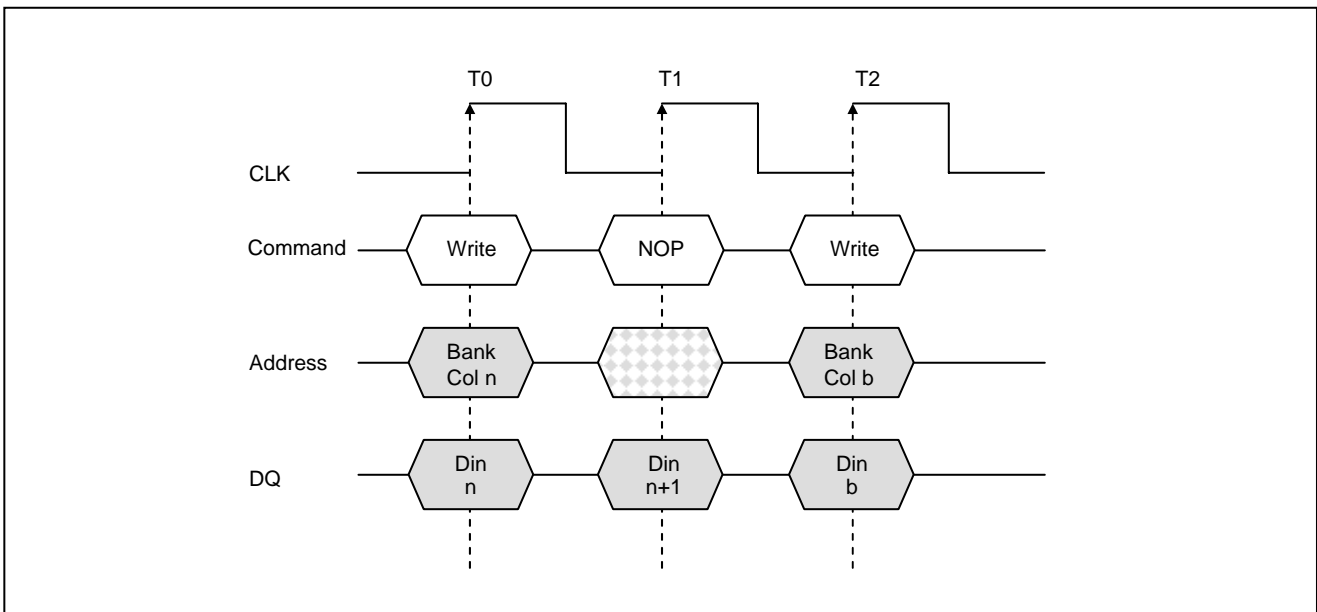 T0 T1 T2
CLK
Command Write NOP Write
Address Bank Col n Bank Col b
DQ Din n Din n+1 Din b